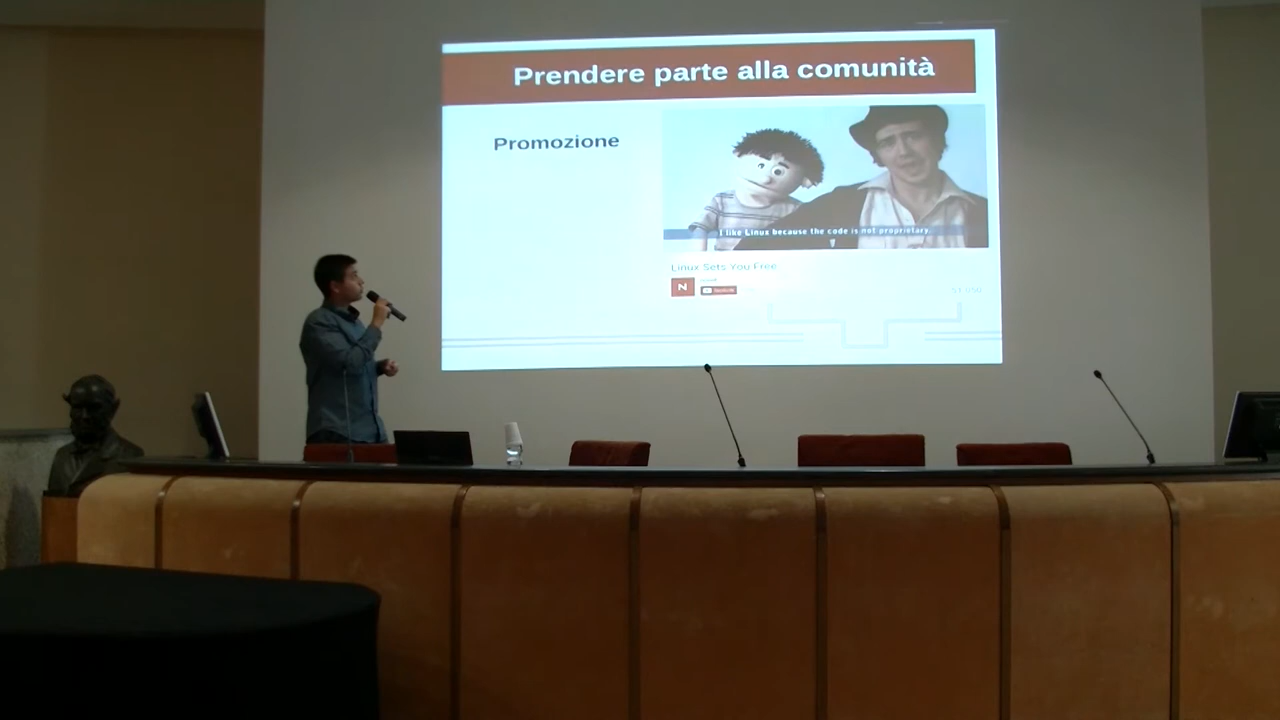 Prendere parte alla comunità
Promozione
I like Linux because the code is not proprietary.
Linux Sets You Free
N